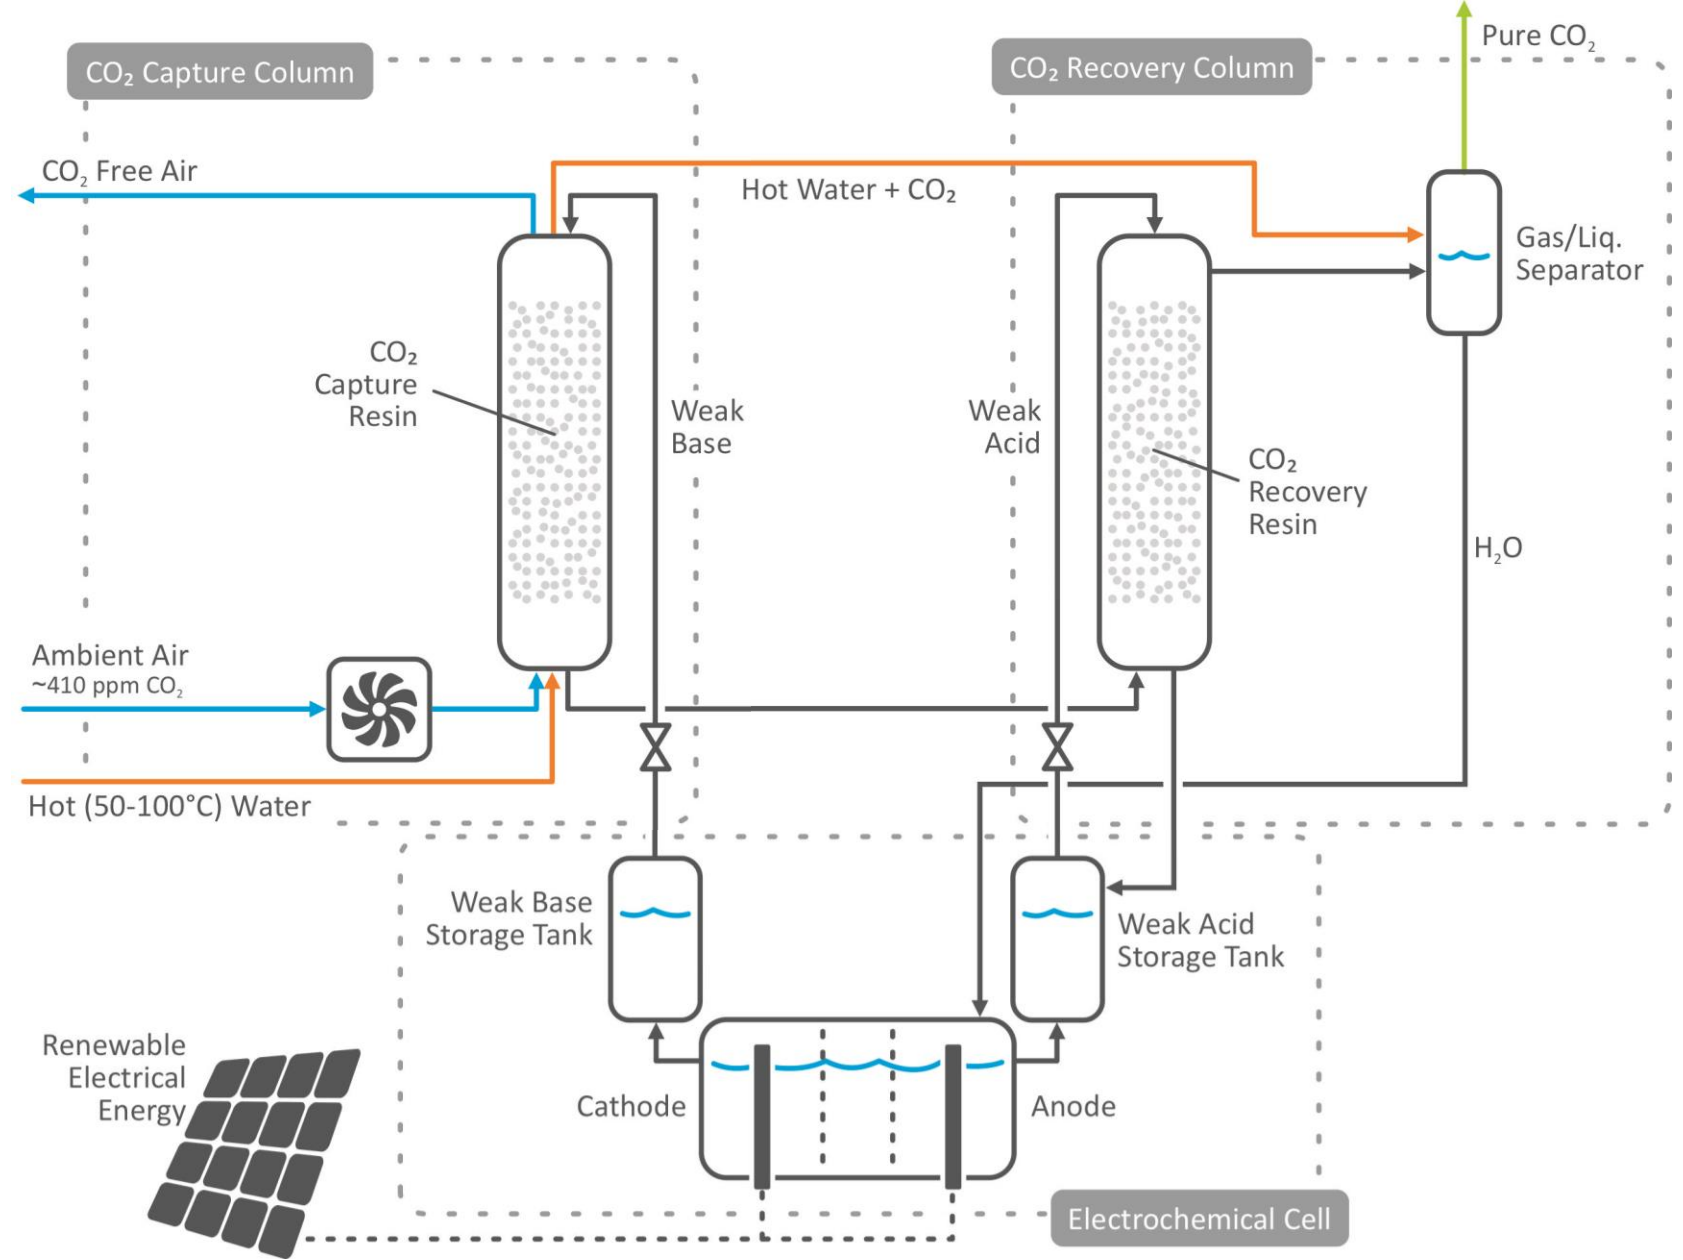 CO₂ Capture Column
CO₂ Recovery Column
Pure CO₂
CO₂ Free Air
Hot Water + CO₂
Gas/Liq.
Separator
CO₂
Capture
Resin
Weak
Base
Weak
Acid
CO₂
Recovery
Resin
H₂O
Ambient Air
~410 ppm CO₂
Hot (50-100°C) Water
Weak Base
Storage Tank
Weak Acid
Storage Tank
Renewable
Electrical
Energy
Cathode
Anode
Electrochemical Cell